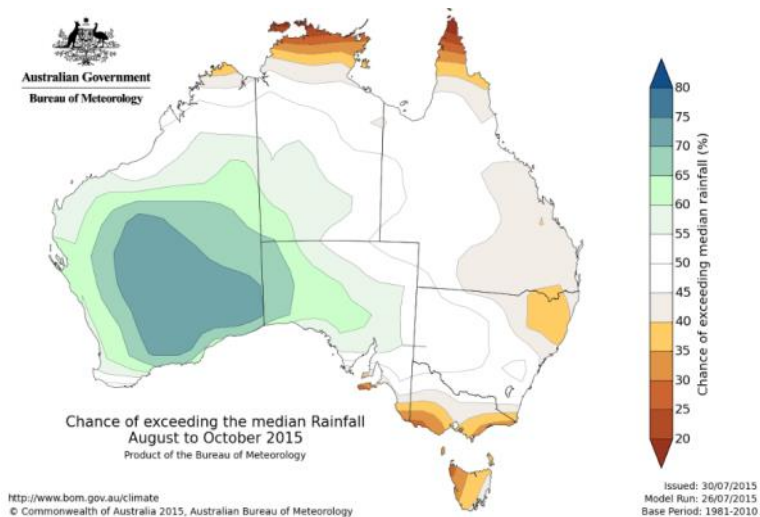 Australian Government
Bureau of Meteorology
80
75
70
65
60
55
50
45
40
35
30
25
20
Chance of exceeding median rainfall (%)
Chance of exceeding the median Rainfall
August to October 2015
Product of the Bureau of Meteorology
http://www.bom.gov.au/climate
© Commonwealth of Australia 2015, Australian Bureau of Meteorology
Issued: 30/07/2015
Model Run: 26/07/2015
Base Period: 1981-2010